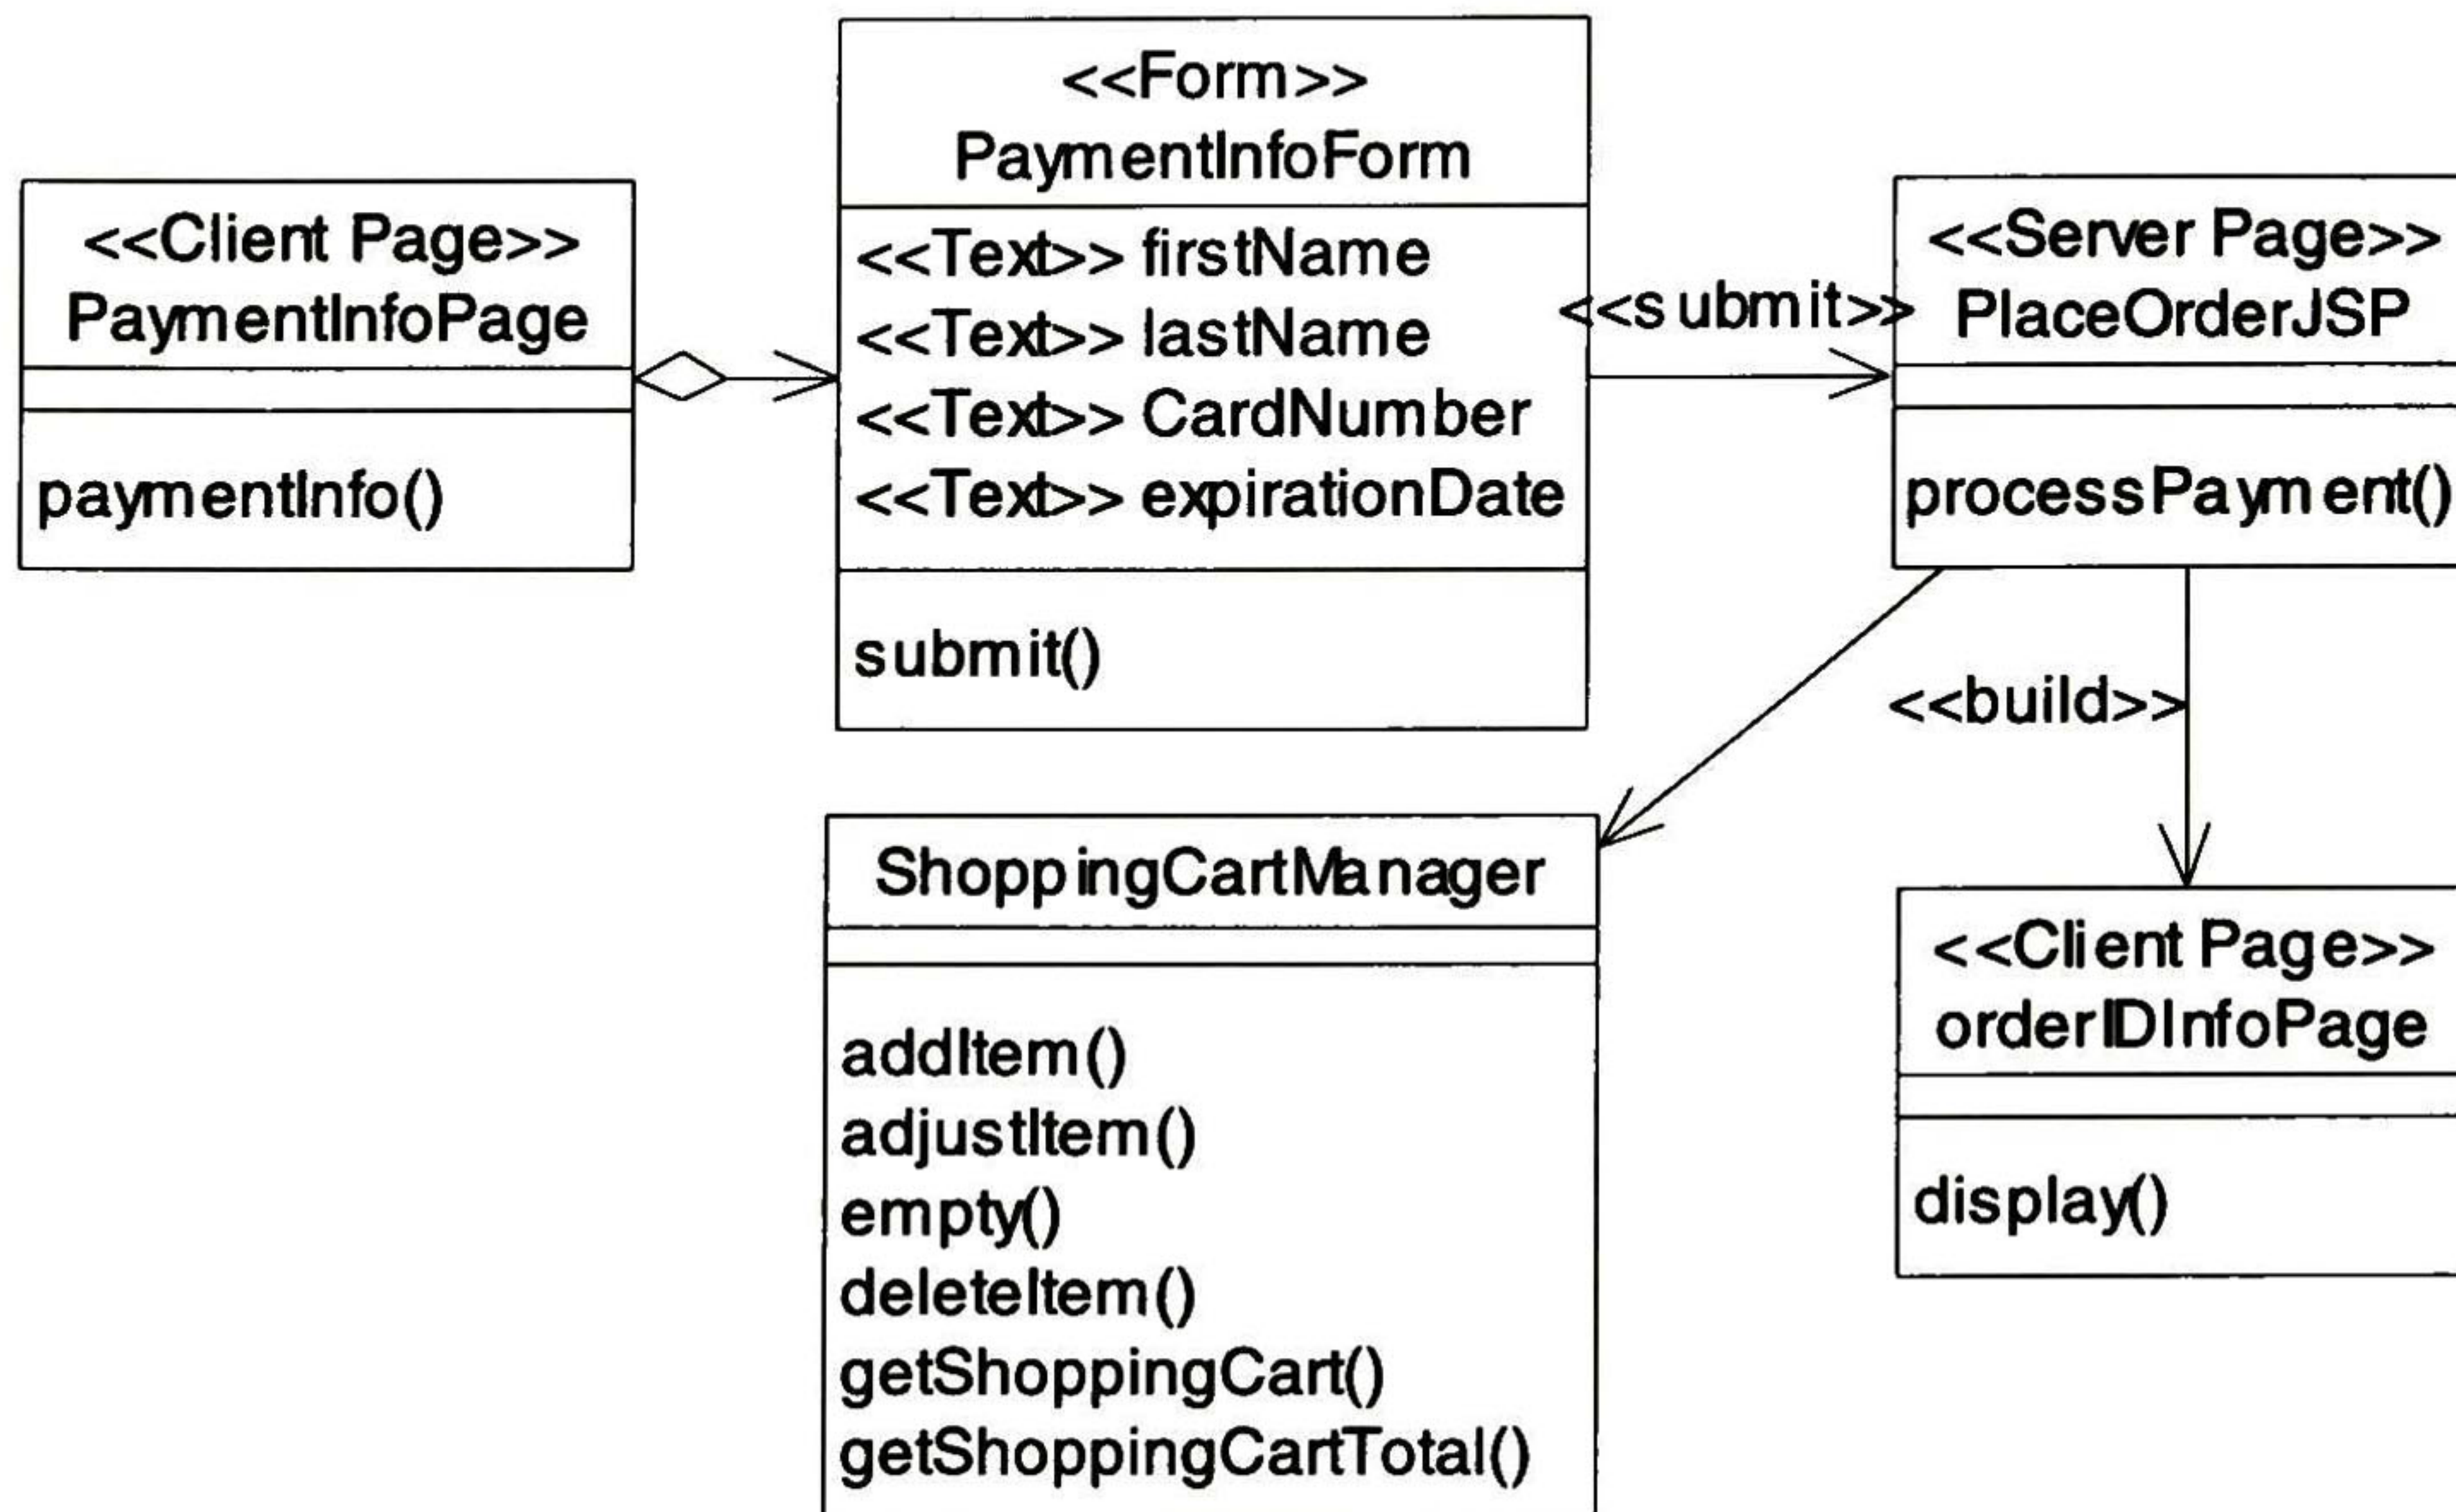 <<Client Page>>
PaymentInfoPage
paymentInfo()
<<Form>>
PaymentInfoForm
<<Text>> firstName
<<Text>> lastName
<<Text>> CardNumber
<<Text>> expirationDate
submit()
<<submit>>
<<Server Page>>
PlaceOrderJSP
processPayment()
<<build>>
ShoppingCartManager
addItem()
adjustItem()
empty()
deleteItem()
getShoppingCart()
getShoppingCartTotal()
<<Client Page>>
orderIDInfoPage
display()